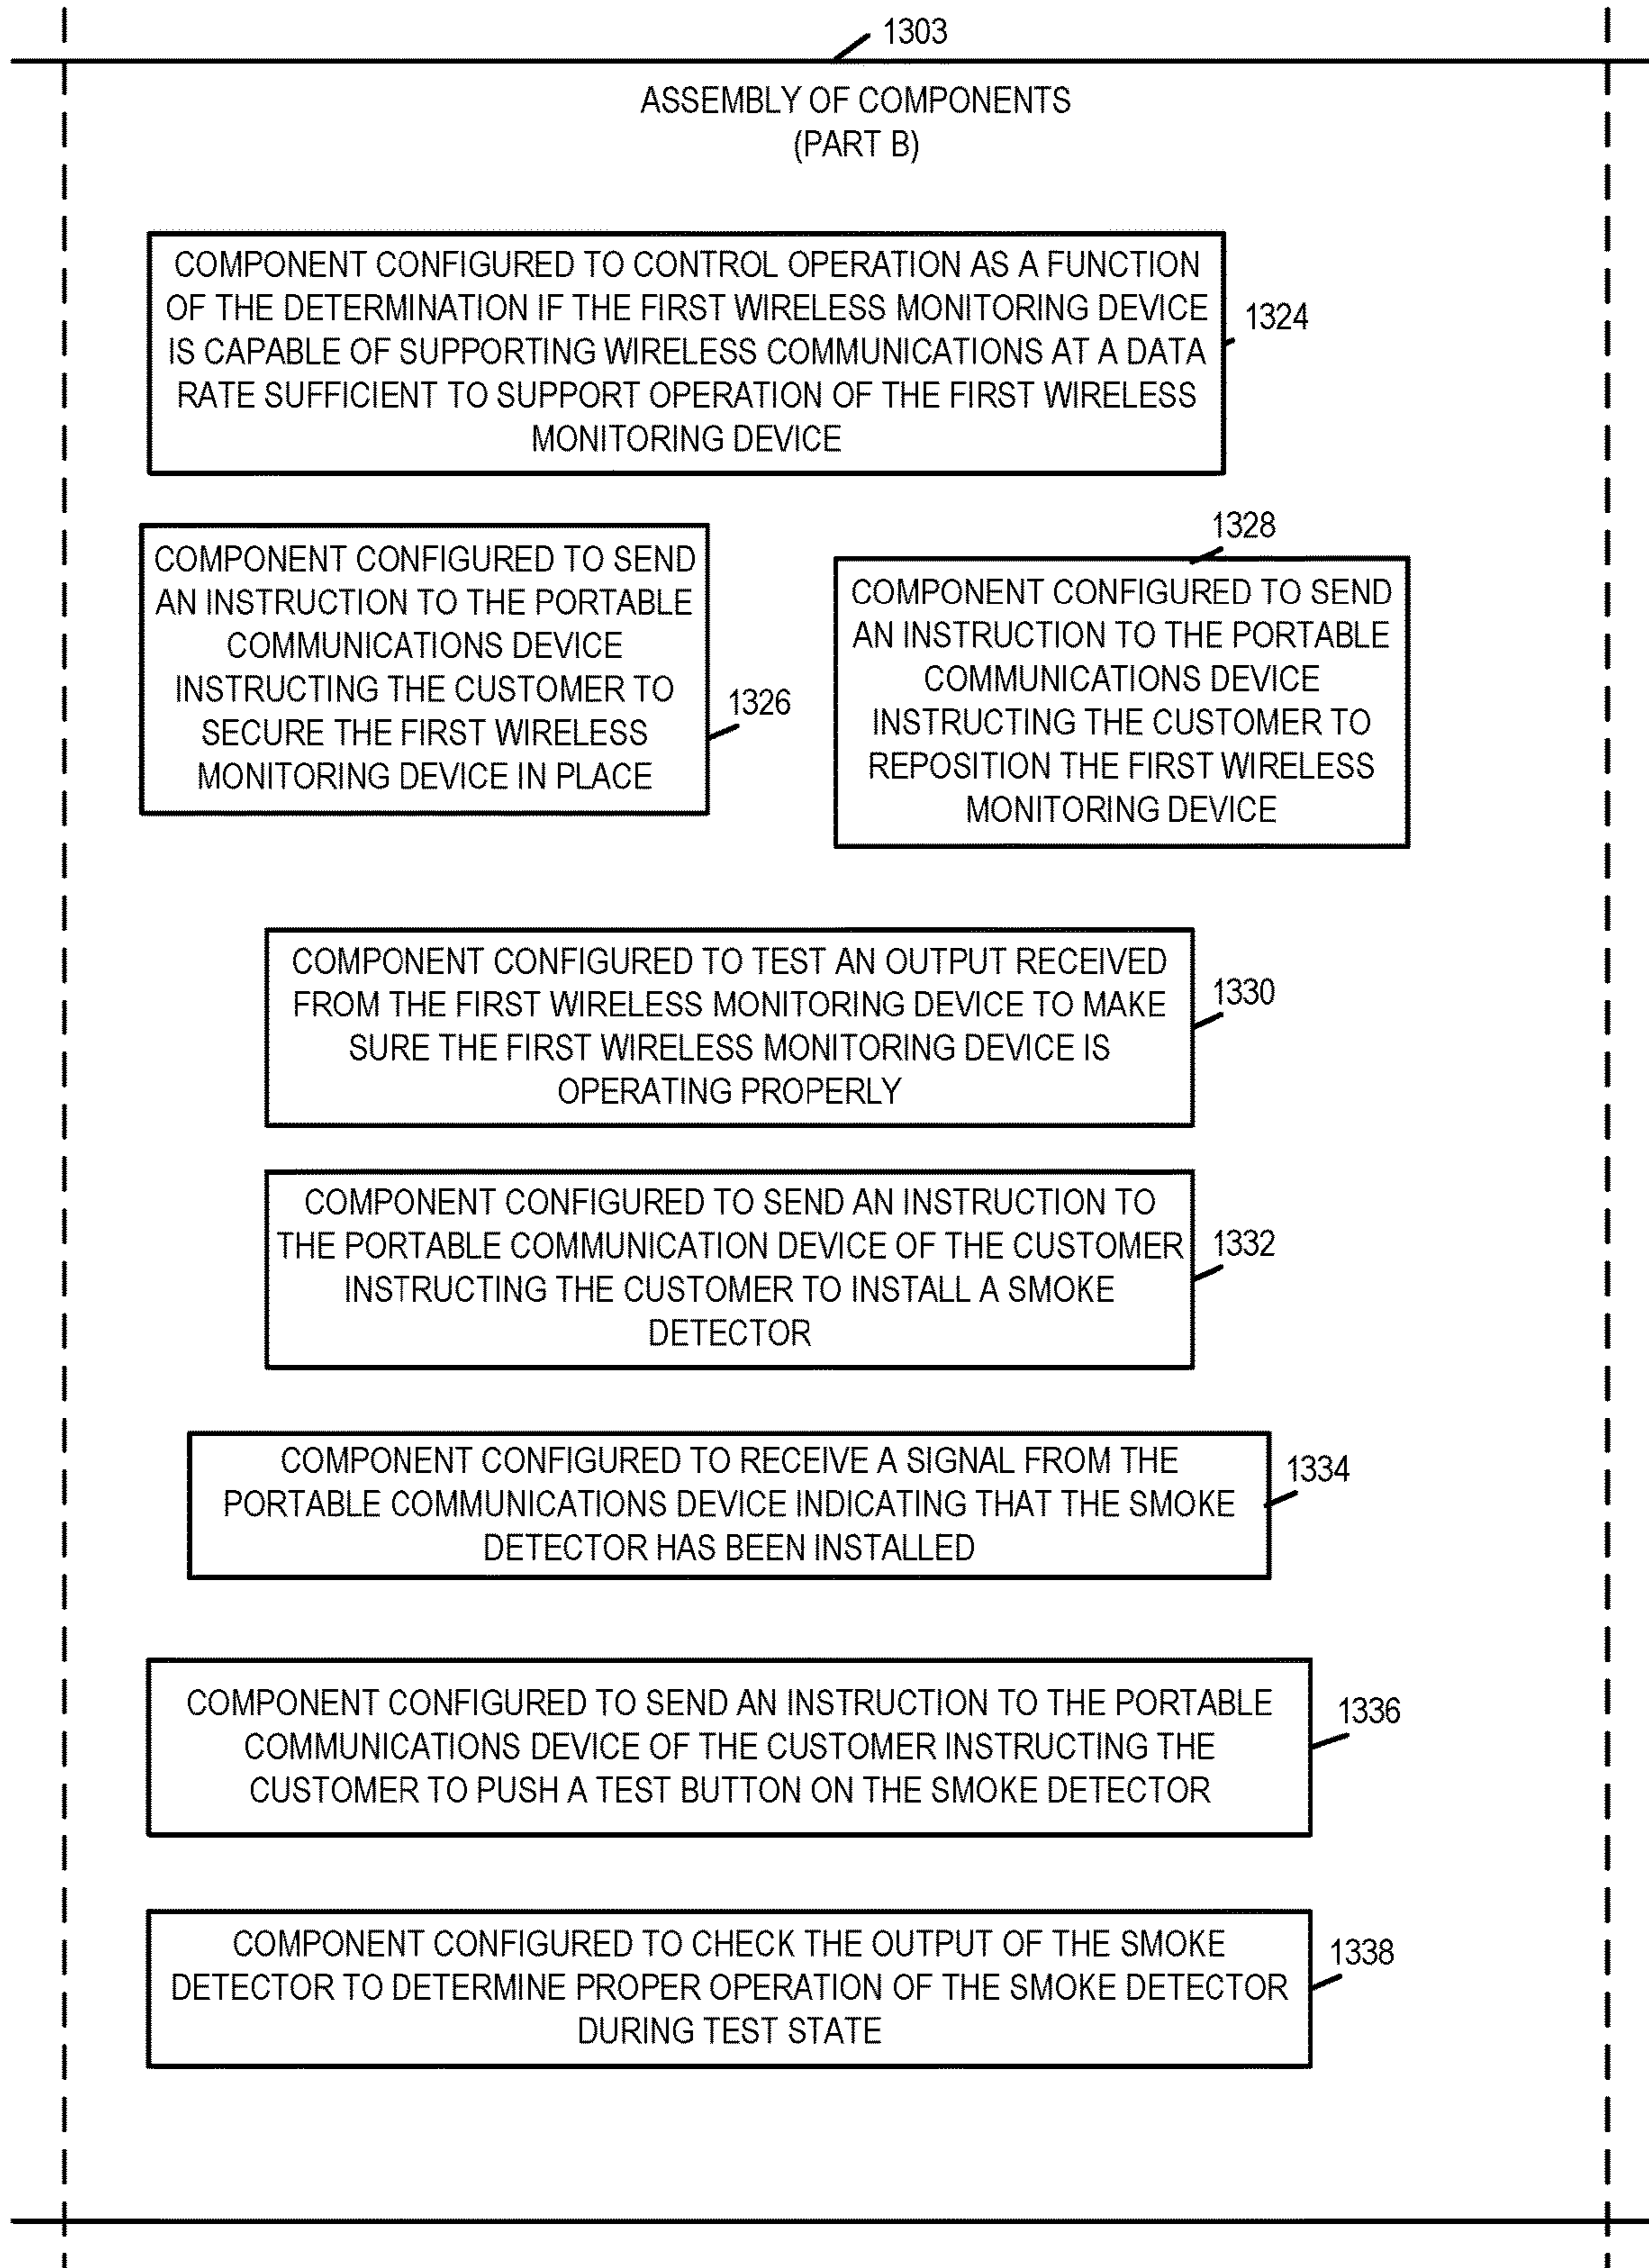 1303
ASSEMBLY OF COMPONENTS
(PART B)
COMPONENT CONFIGURED TO CONTROL OPERATION AS A FUNCTION
OF THE DETERMINATION IF THE FIRST WIRELESS MONITORING DEVICE
IS CAPABLE OF SUPPORTING WIRELESS COMMUNICATIONS AT A DATA
RATE SUFFICIENT TO SUPPORT OPERATION OF THE FIRST WIRELESS
MONITORING DEVICE
1324
COMPONENT CONFIGURED TO SEND
AN INSTRUCTION TO THE PORTABLE
COMMUNICATIONS DEVICE
INSTRUCTING THE CUSTOMER TO
SECURE THE FIRST WIRELESS
MONITORING DEVICE IN PLACE
1326
1328
COMPONENT CONFIGURED TO SEND
AN INSTRUCTION TO THE PORTABLE
COMMUNICATIONS DEVICE
INSTRUCTING THE CUSTOMER TO
REPOSITION THE FIRST WIRELESS
MONITORING DEVICE
COMPONENT CONFIGURED TO TEST AN OUTPUT RECEIVED
FROM THE FIRST WIRELESS MONITORING DEVICE TO MAKE
SURE THE FIRST WIRELESS MONITORING DEVICE IS
OPERATING PROPERLY
1330
COMPONENT CONFIGURED TO SEND AN INSTRUCTION TO
THE PORTABLE COMMUNICATION DEVICE OF THE CUSTOMER
INSTRUCTING THE CUSTOMER TO INSTALL A SMOKE
DETECTOR
1332
COMPONENT CONFIGURED TO RECEIVE A SIGNAL FROM THE
PORTABLE COMMUNICATIONS DEVICE INDICATING THAT THE SMOKE
DETECTOR HAS BEEN INSTALLED
1334
COMPONENT CONFIGURED TO SEND AN INSTRUCTION TO THE PORTABLE
COMMUNICATIONS DEVICE OF THE CUSTOMER INSTRUCTING THE
CUSTOMER TO PUSH A TEST BUTTON ON THE SMOKE DETECTOR
1336
COMPONENT CONFIGURED TO CHECK THE OUTPUT OF THE SMOKE
DETECTOR TO DETERMINE PROPER OPERATION OF THE SMOKE DETECTOR
DURING TEST STATE
1338